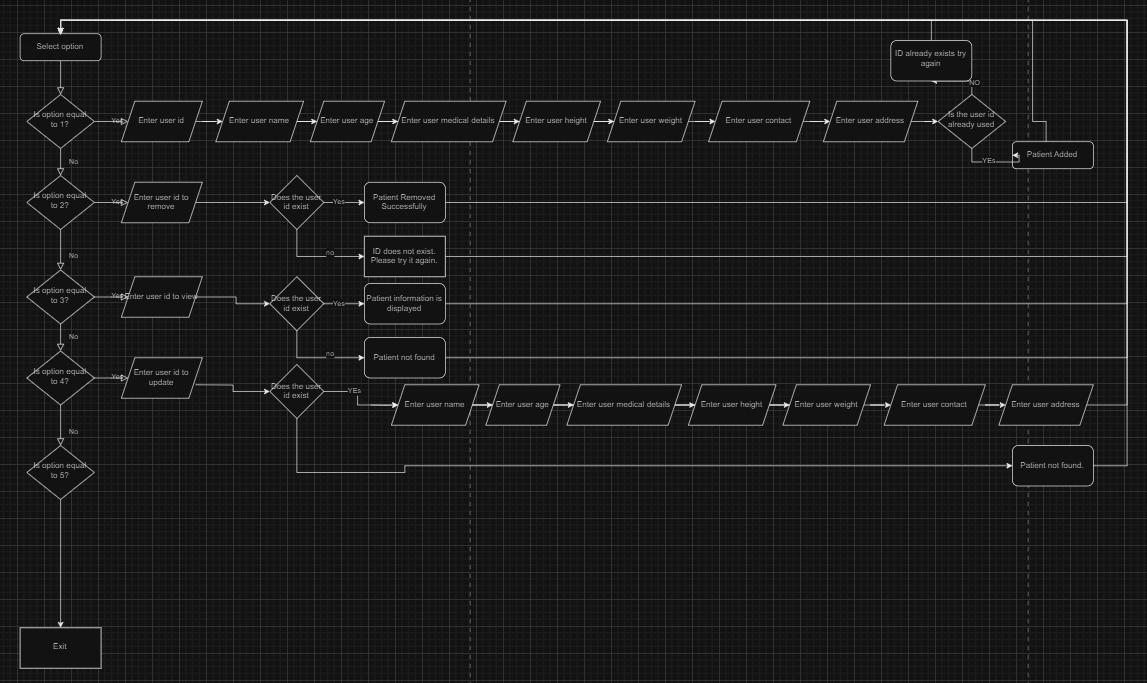 Select option
ID already exists try
again
NO
Is option equal
to 1?
Yes
Enter user id
Enter user name
Enter user age
Enter user medical details
Enter user height
Enter user weight
Enter user contact
Enter user address
Is the user id
already used
YEs
Patient Added
No
Is option equal
to 2?
Yes
Enter user id to
remove
Does the user
id exist
Yes
Patient Removed
Successfully
no
ID does not exist.
Please try it again.
No
Is option equal
to 3?
Yes
Enter user id to view
Does the user
id exist
Yes
Patient information is
displayed
no
Patient not found
No
Is option equal
to 4?
Yes
Enter user id to
update
Does the user
id exist
YEs
Enter user name
Enter user age
Enter user medical details
Enter user height
Enter user weight
Enter user contact
Enter user address
No
Is option equal
to 5?
Patient not found.
Exit